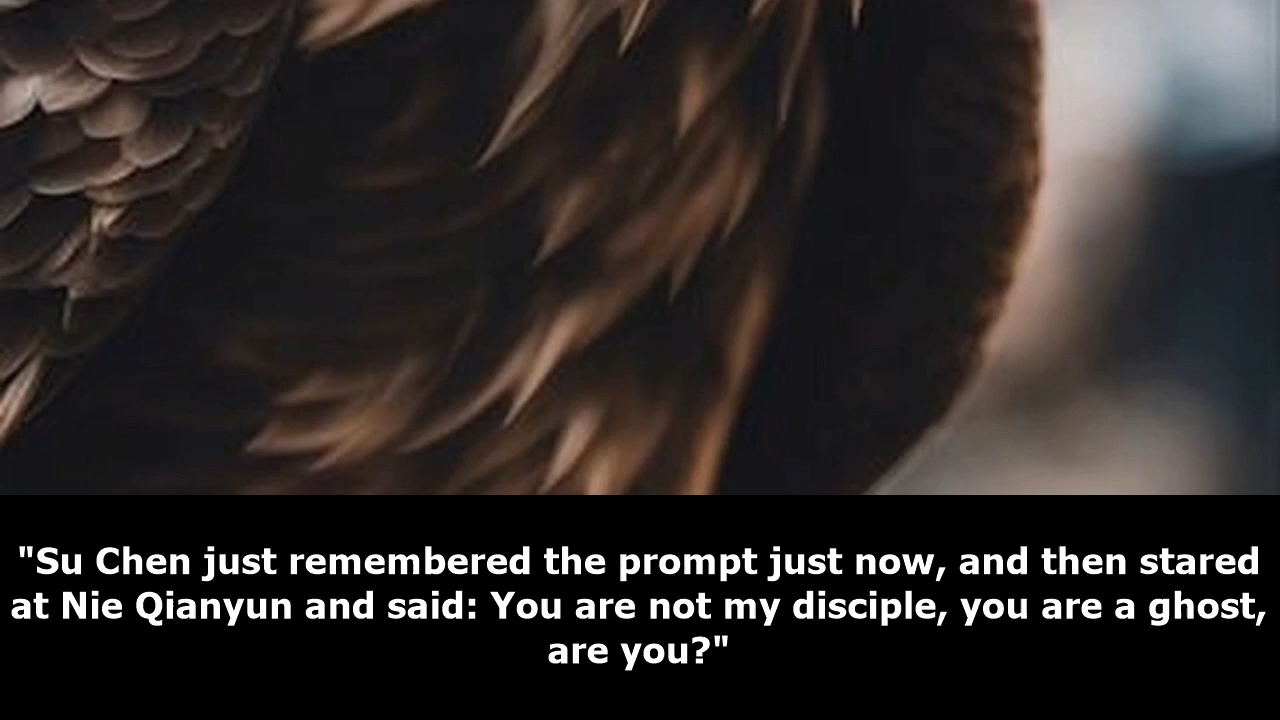 "Su Chen just remembered the prompt just now, and then stared
at Nie Qianyun and said: You are not my disciple, you are a ghost,
are you?"